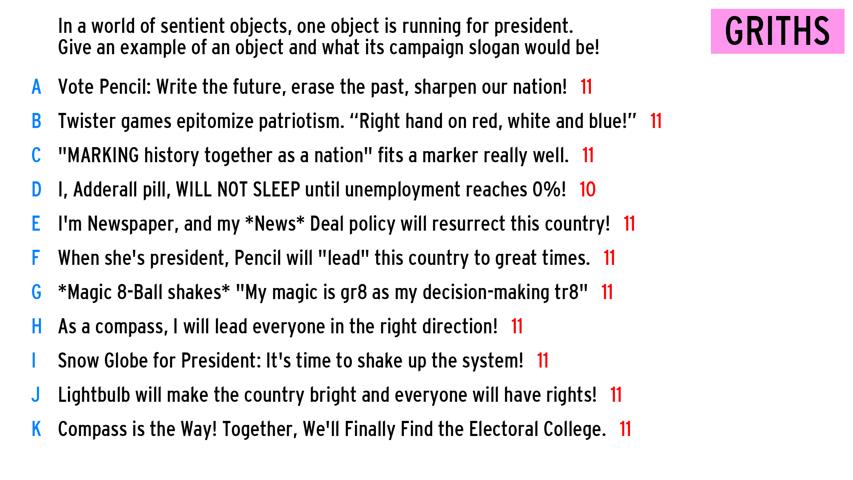 In a world of sentient objects, one object is running for president.
Give an example of an object and what its campaign slogan would be!
GRITHS
A Vote Pencil: Write the future, erase the past, sharpen our nation! 11
B Twister games epitomize patriotism. “Right hand on red, white and blue!” 11
C "MARKING history together as a nation" fits a marker really well. 11
D I, Adderall pill, WILL NOT SLEEP until unemployment reaches 0%! 10
E I'm Newspaper, and my *News* Deal policy will resurrect this country! 11
F When she's president, Pencil will "lead" this country to great times. 11
G *Magic 8-Ball shakes* "My magic is gr8 as my decision-making tr8" 11
H As a compass, I will lead everyone in the right direction! 11
I Snow Globe for President: It's time to shake up the system! 11
J Lightbulb will make the country bright and everyone will have rights! 11
K Compass is the Way! Together, We'll Finally Find the Electoral College. 11